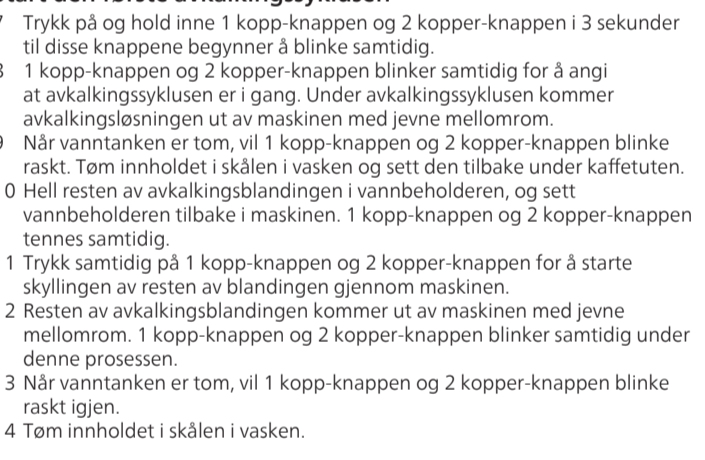 7 Trykk på og hold inne 1 kopp-knappen og 2 kopper-knappen i 3 sekunder
til disse knappene begynner å blinke samtidig.
8 1 kopp-knappen og 2 kopper-knappen blinker samtidig for å angi
at avkalkingssyklusen er i gang. Under avkalkingssyklusen kommer
avkalkingsløsningen ut av maskinen med jevne mellomrom.
9 Når vanntanken er tom, vil 1 kopp-knappen og 2 kopper-knappen blinke
raskt. Tøm innholdet i skålen i vasken og sett den tilbake under kaffetuten.
0 Hell resten av avkalkingsblandingen i vannbeholderen, og sett
vannbeholderen tilbake i maskinen. 1 kopp-knappen og 2 kopper-knappen
tennes samtidig.
1 Trykk samtidig på 1 kopp-knappen og 2 kopper-knappen for å starte
skyllingen av resten av blandingen gjennom maskinen.
2 Resten av avkalkingsblandingen kommer ut av maskinen med jevne
mellomrom. 1 kopp-knappen og 2 kopper-knappen blinker samtidig under
denne prosessen.
3 Når vanntanken er tom, vil 1 kopp-knappen og 2 kopper-knappen blinke
raskt igjen.
4 Tøm innholdet i skålen i vasken.